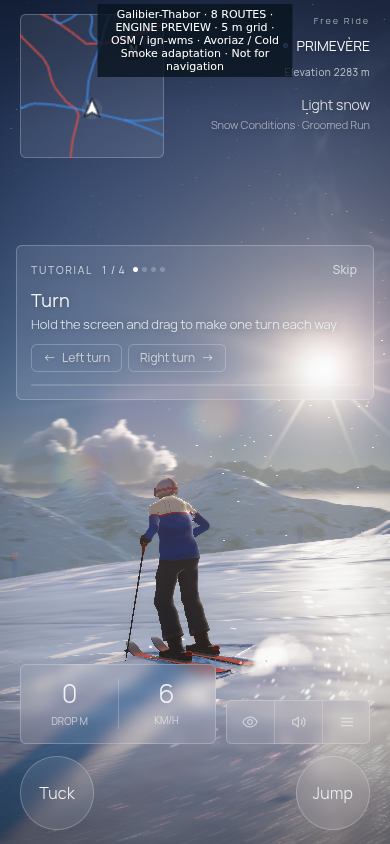 Galibier-Thabor · 8 ROUTES ·
ENGINE PREVIEW · 5 m grid ·
OSM / ign-wms · Avoriaz / Cold
Smoke adaptation · Not for
navigation
Free Ride
PRIMEVÈRE
Elevation 2283 m
Light snow
Snow Conditions · Groomed Run
TUTORIAL 1 / 4
Skip
Turn
Hold the screen and drag to make one turn each way
← Left turn
Right turn →
0
DROP M
6
KM/H
Tuck
Jump